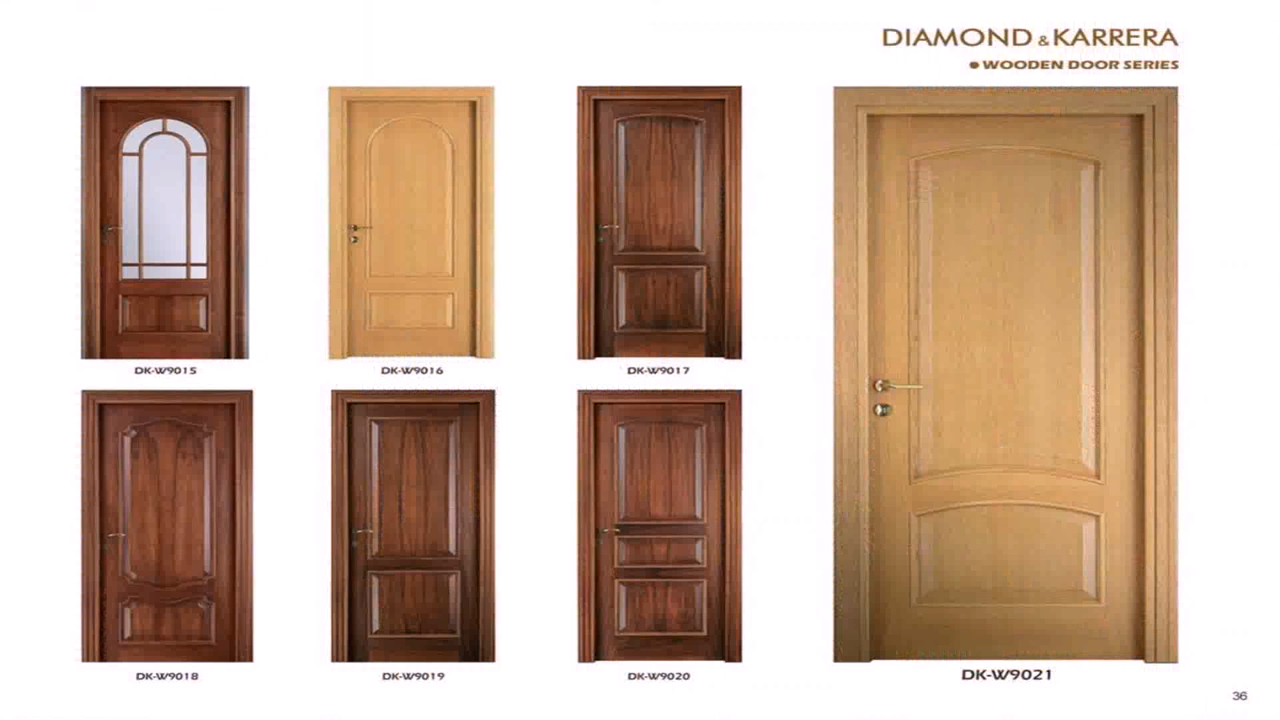 DIAMOND & KARRERA
● WOODEN DOOR SERIES
DK-W9015
DK-W9016
DK-W9017
DK-W9018
DK-W9019
DK-W9020
DK-W9021
36